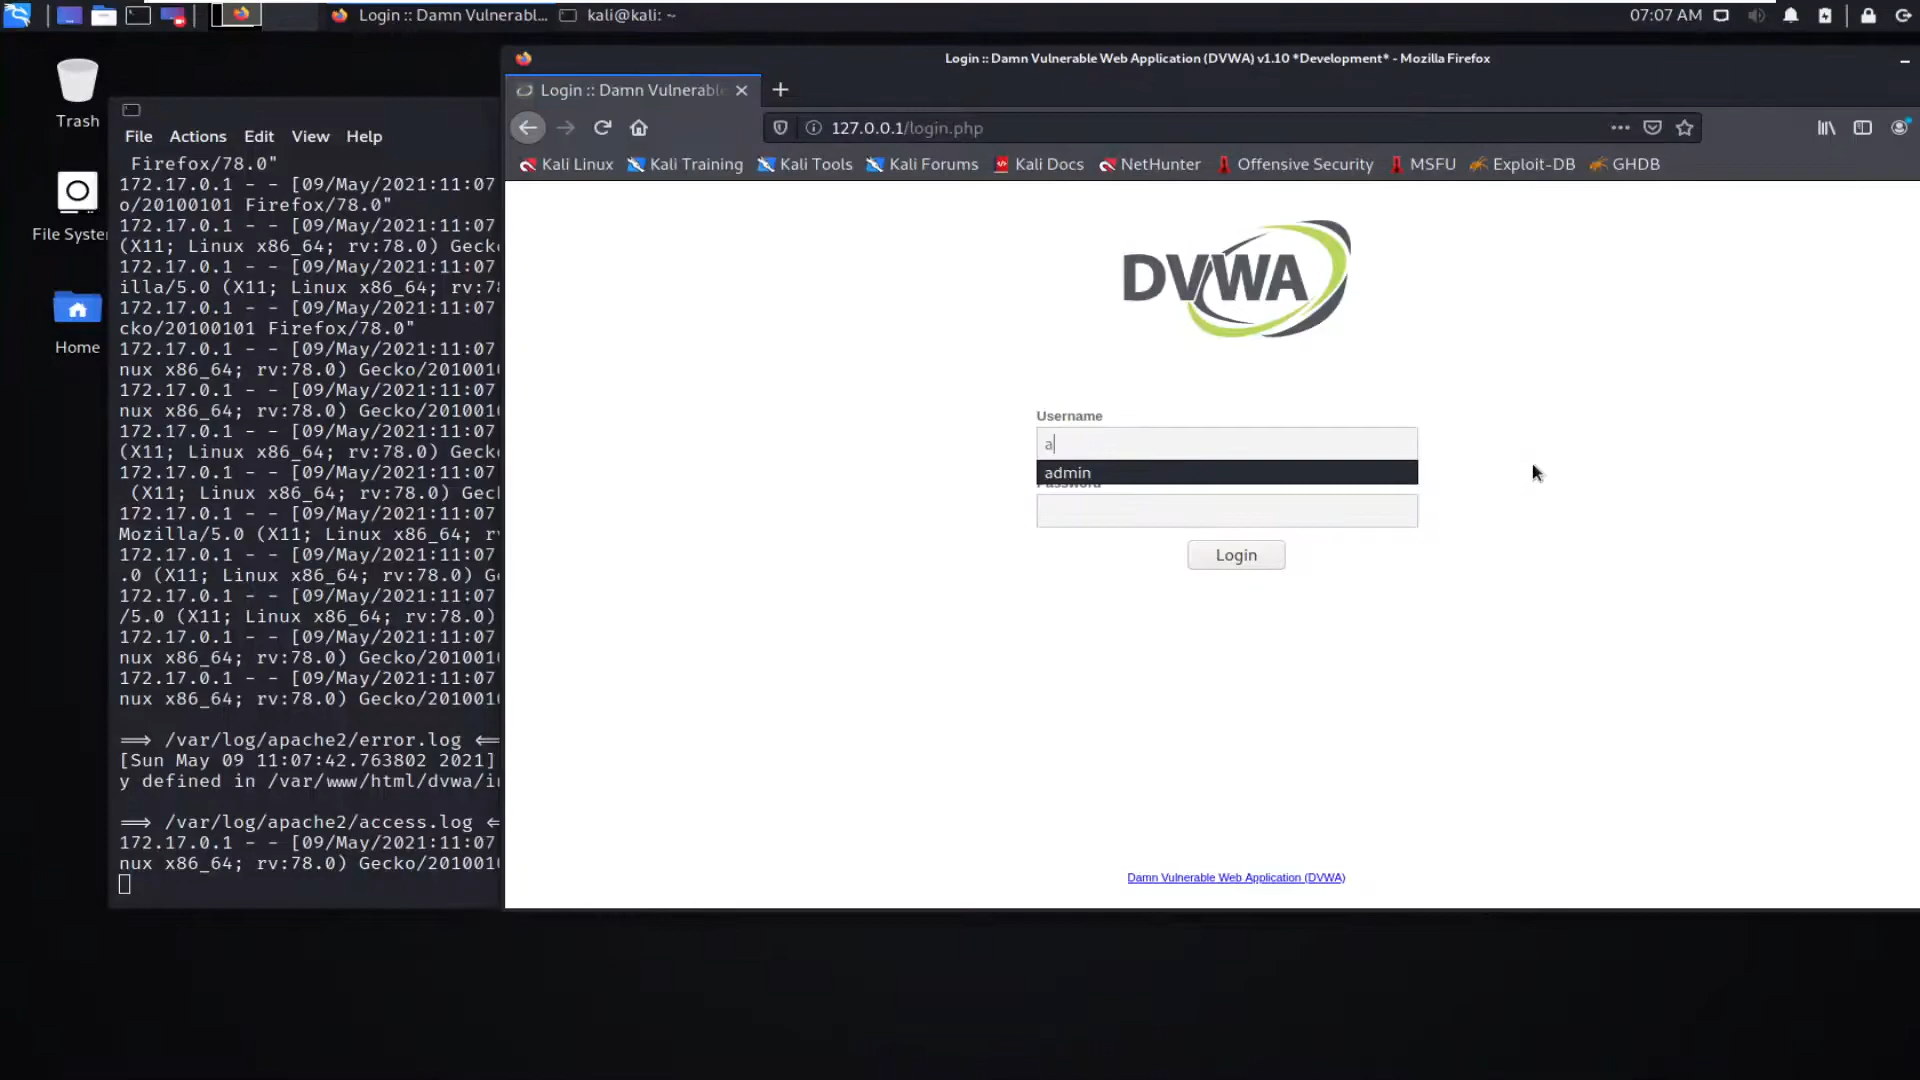 Login :: Damn Vulnerabl...
kali@kali: ~
07:07 AM
Trash
File Syste
Home
File Actions Edit View Help
Firefox/78.0"
172.17.0.1 - - [09/May/2021:11:07
o/20100101 Firefox/78.0"
172.17.0.1 - - [09/May/2021:11:07
(X11; Linux x86_64; rv:78.0) Geck
172.17.0.1 - - [09/May/2021:11:07
illa/5.0 (X11; Linux x86_64; rv:78
172.17.0.1 - - [09/May/2021:11:07
cko/20100101 Firefox/78.0"
172.17.0.1 - - [09/May/2021:11:07
nux x86_64; rv:78.0) Gecko/201001
172.17.0.1 - - [09/May/2021:11:07
nux x86_64; rv:78.0) Gecko/2010010
172.17.0.1 - - [09/May/2021:11:07
(X11; Linux x86_64; rv:78.0) Geck
172.17.0.1 - - [09/May/2021:11:07
(X11; Linux x86_64; rv:78.0) Gec
172.17.0.1 - - [09/May/2021:11:07
Mozilla/5.0 (X11; Linux x86_64; r
172.17.0.1 - - [09/May/2021:11:07
.0 (X11; Linux x86_64; rv:78.0) G
172.17.0.1 - - [09/May/2021:11:07
/5.0 (X11; Linux x86_64; rv:78.0)
172.17.0.1 - - [09/May/2021:11:07
nux x86_64; rv:78.0) Gecko/201001
172.17.0.1 - - [09/May/2021:11:07
nux x86_64; rv:78.0) Gecko/2010010
==> /var/log/apache2/error.log <==
[Sun May 09 11:07:42.763802 2021]
y defined in /var/www/html/dvwa/i
==> /var/log/apache2/access.log <=
172.17.0.1 - - [09/May/2021:11:07
nux x86_64; rv:78.0) Gecko/201001
Login :: Damn Vulnerable Web Application (DVWA) v1.10 *Development* - Mozilla Firefox
Login :: Damn Vulnerabl
127.0.0.1/login.php
Kali Linux Kali Training Kali Tools Kali Forums Kali Docs NetHunter Offensive Security MSFU Exploit-DB GHDB
DVWA
Username
a
admin
Password
Login
Damn Vulnerable Web Application (DVWA)